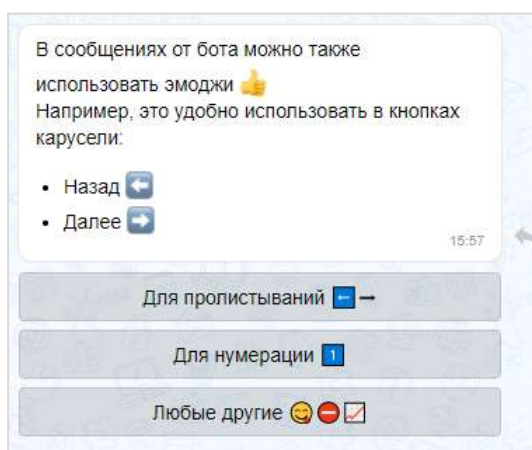 В сообщениях от бота можно также
использовать эмоджи 👍
Например, это удобно использовать в кнопках
карусели:
• Назад ⬅️
• Далее ➡️
15:57
Для пролистываний ⬅️➡
Для нумерации 1️⃣
Любые другие 😋⛔📈